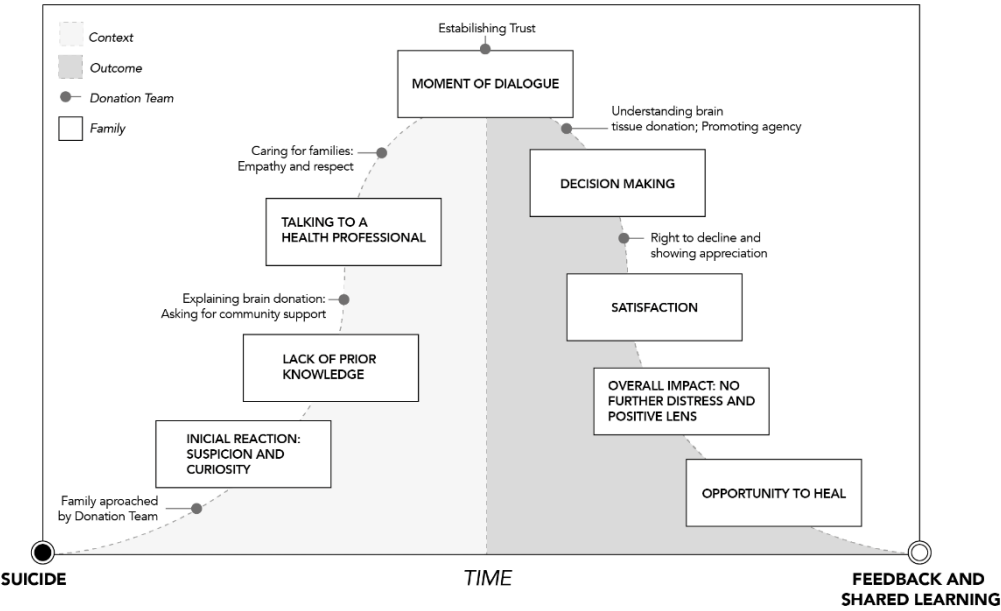 Context
Outcome
Donation Team
Family
Estabilishing Trust
MOMENT OF DIALOGUE
Caring for families:
Empathy and respect
TALKING TO A
HEALTH PROFESSIONAL
Explaining brain donation:
Asking for community support
LACK OF PRIOR
KNOWLEDGE
INICIAL REACTION:
SUSPICION AND
CURIOSITY
Family aproached
by Donation Team
Understanding brain
tissue donation; Promoting agency
DECISION MAKING
Right to decline and
showing appreciation
SATISFACTION
OVERALL IMPACT: NO
FURTHER DISTRESS AND
POSITIVE LENS
OPPORTUNITY TO HEAL
SUICIDE
TIME
FEEDBACK AND
SHARED LEARNING